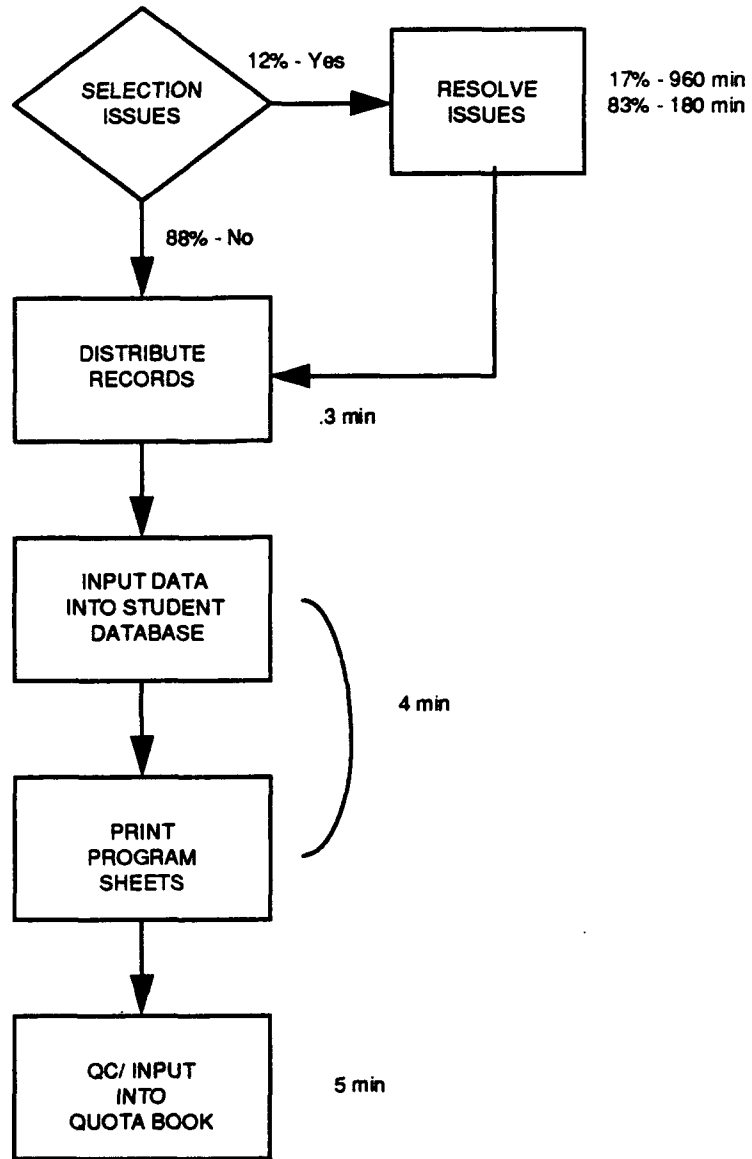 SELECTION
ISSUES
12% - Yes
RESOLVE
ISSUES
17% - 960 min
83% - 180 min
88% - No
DISTRIBUTE
RECORDS
.3 min
INPUT DATA
INTO STUDENT
DATABASE
4 min
PRINT
PROGRAM
SHEETS
QC/ INPUT
INTO
QUOTA BOOK
5 min